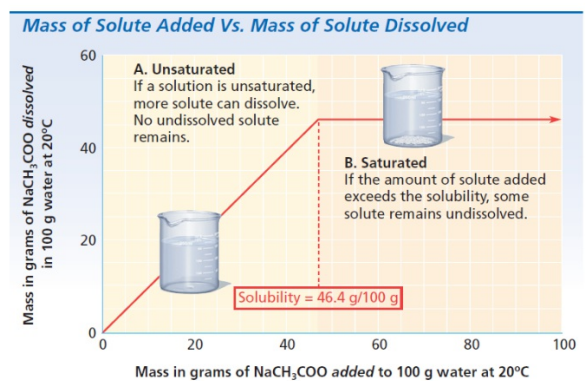 Mass of Solute Added Vs. Mass of Solute Dissolved
Mass in grams of NaCH₃COO dissolved
in 100 g water at 20°C
60
40
20
0
A. Unsaturated
If a solution is unsaturated,
more solute can dissolve.
No undissolved solute
remains.
B. Saturated
If the amount of solute added
exceeds the solubility, some
solute remains undissolved.
Solubility = 46.4 g/100 g
0
20
40
60
80
100
Mass in grams of NaCH₃COO added to 100 g water at 20°C